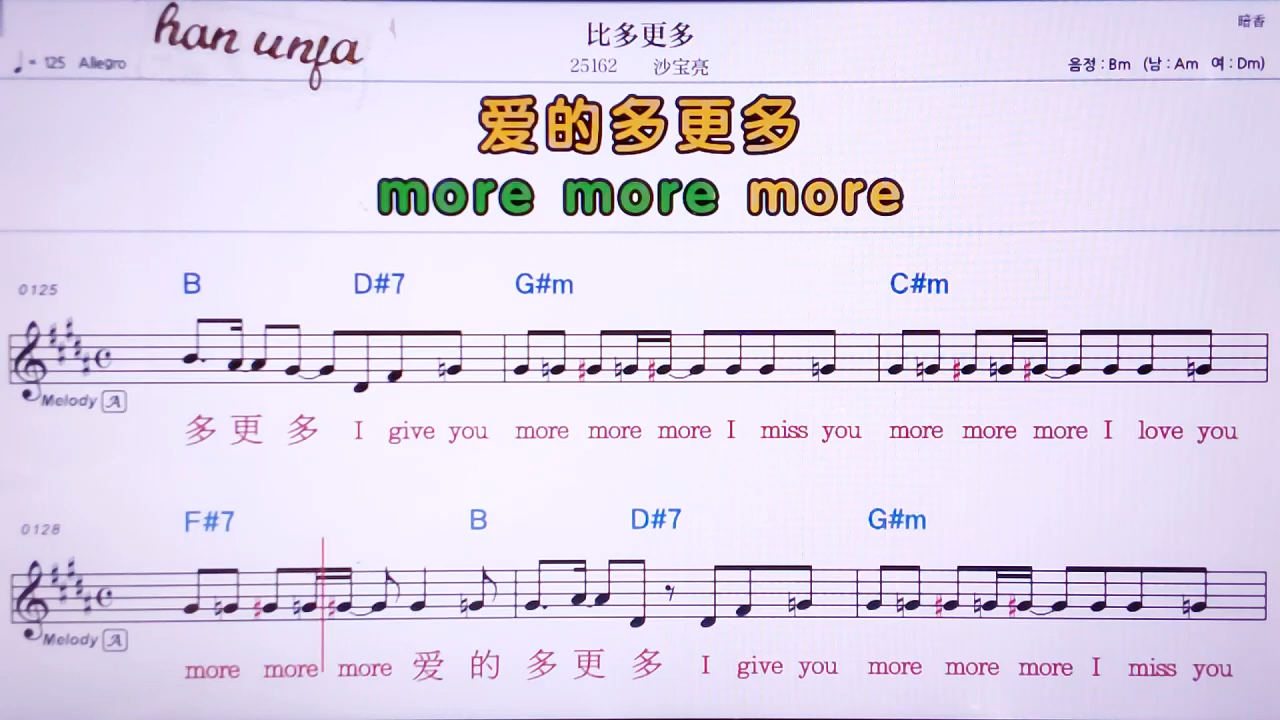 han unfa
比多更多
暗香
♩= 125 Allegro
25162 沙宝亮
음정 : Bm (남 : Am 여 : Dm)
爱的多更多
more more more
B D#7 G#m C#m
0125
Melody A
多 更 多 I give you more more more I miss you more more more I love you
F#7 B D#7 G#m
0128
Melody A
more more more 爱 的 多 更 多 I give you more more more I miss you